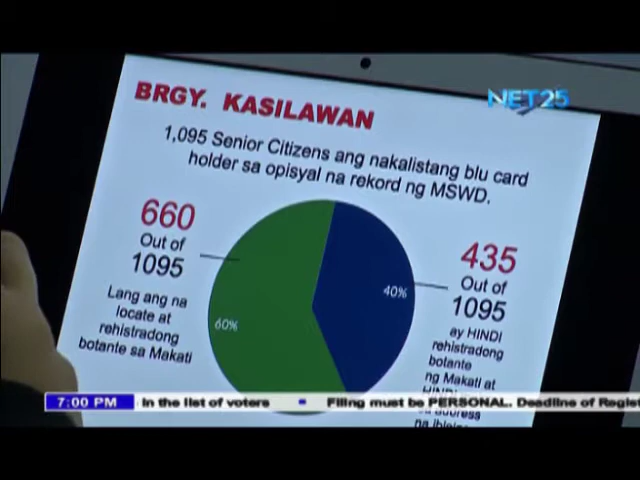 BRGY. KASILAWAN
NET25
1,095 Senior Citizens ang nakalistang blu card
holder sa opisyal na rekord ng MSWD.
660
Out of
1095
Lang ang na
locate at
rehistradong
botante sa Makati
60%
40%
435
Out of
1095
ay HINDI
rehistradong
botante
ng Makati at
7:00 PM In the list of voters Filing must be PERSONAL. Deadline of Regist